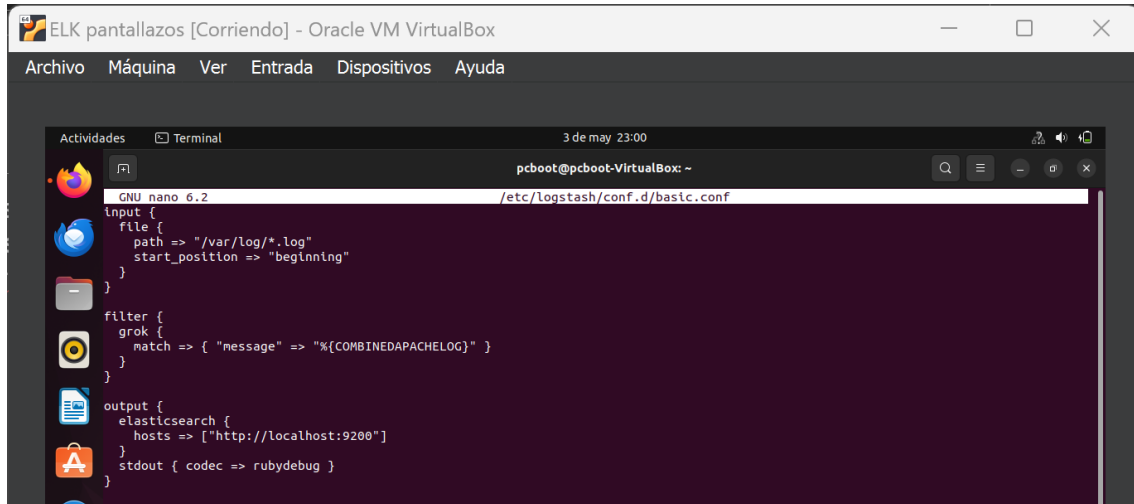 ELK pantallazos [Corriendo] - Oracle VM VirtualBox
Archivo Máquina Ver Entrada Dispositivos Ayuda
Actividades Terminal 3 de may 23:00
pcboot@pcboot-VirtualBox: ~
GNU nano 6.2 /etc/logstash/conf.d/basic.conf
input {
  file {
    path => "/var/log/*.log"
    start_position => "beginning"
  }
}

filter {
  grok {
    match => { "message" => "%{COMBINEDAPACHELOG}" }
  }
}

output {
  elasticsearch {
    hosts => ["http://localhost:9200"]
  }
  stdout { codec => rubydebug }
}